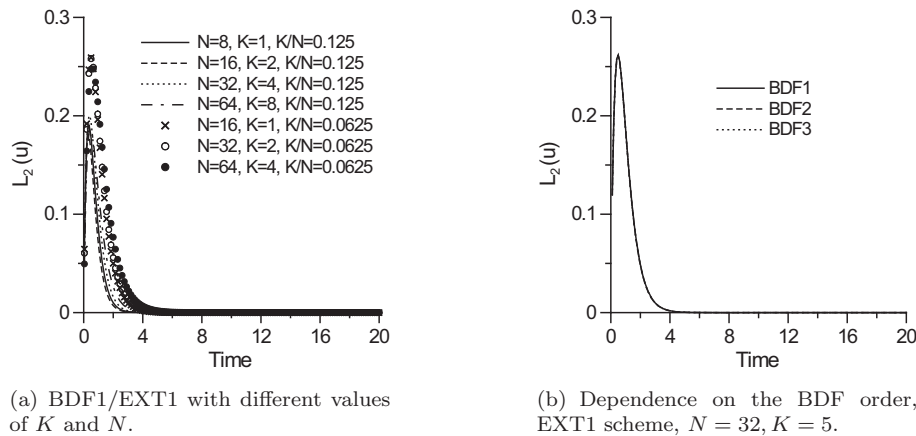 0.3
0.2
0.1
0
L2(u)
0 4 8 12 16 20
Time
N=8, K=1, K/N=0.125
N=16, K=2, K/N=0.125
N=32, K=4, K/N=0.125
N=64, K=8, K/N=0.125
N=16, K=1, K/N=0.0625
N=32, K=2, K/N=0.0625
N=64, K=4, K/N=0.0625
(a) BDF1/EXT1 with different values
of K and N.
0.3
0.2
0.1
0
L2(u)
0 4 8 12 16 20
Time
BDF1
BDF2
BDF3
(b) Dependence on the BDF order,
EXT1 scheme, N = 32, K = 5.